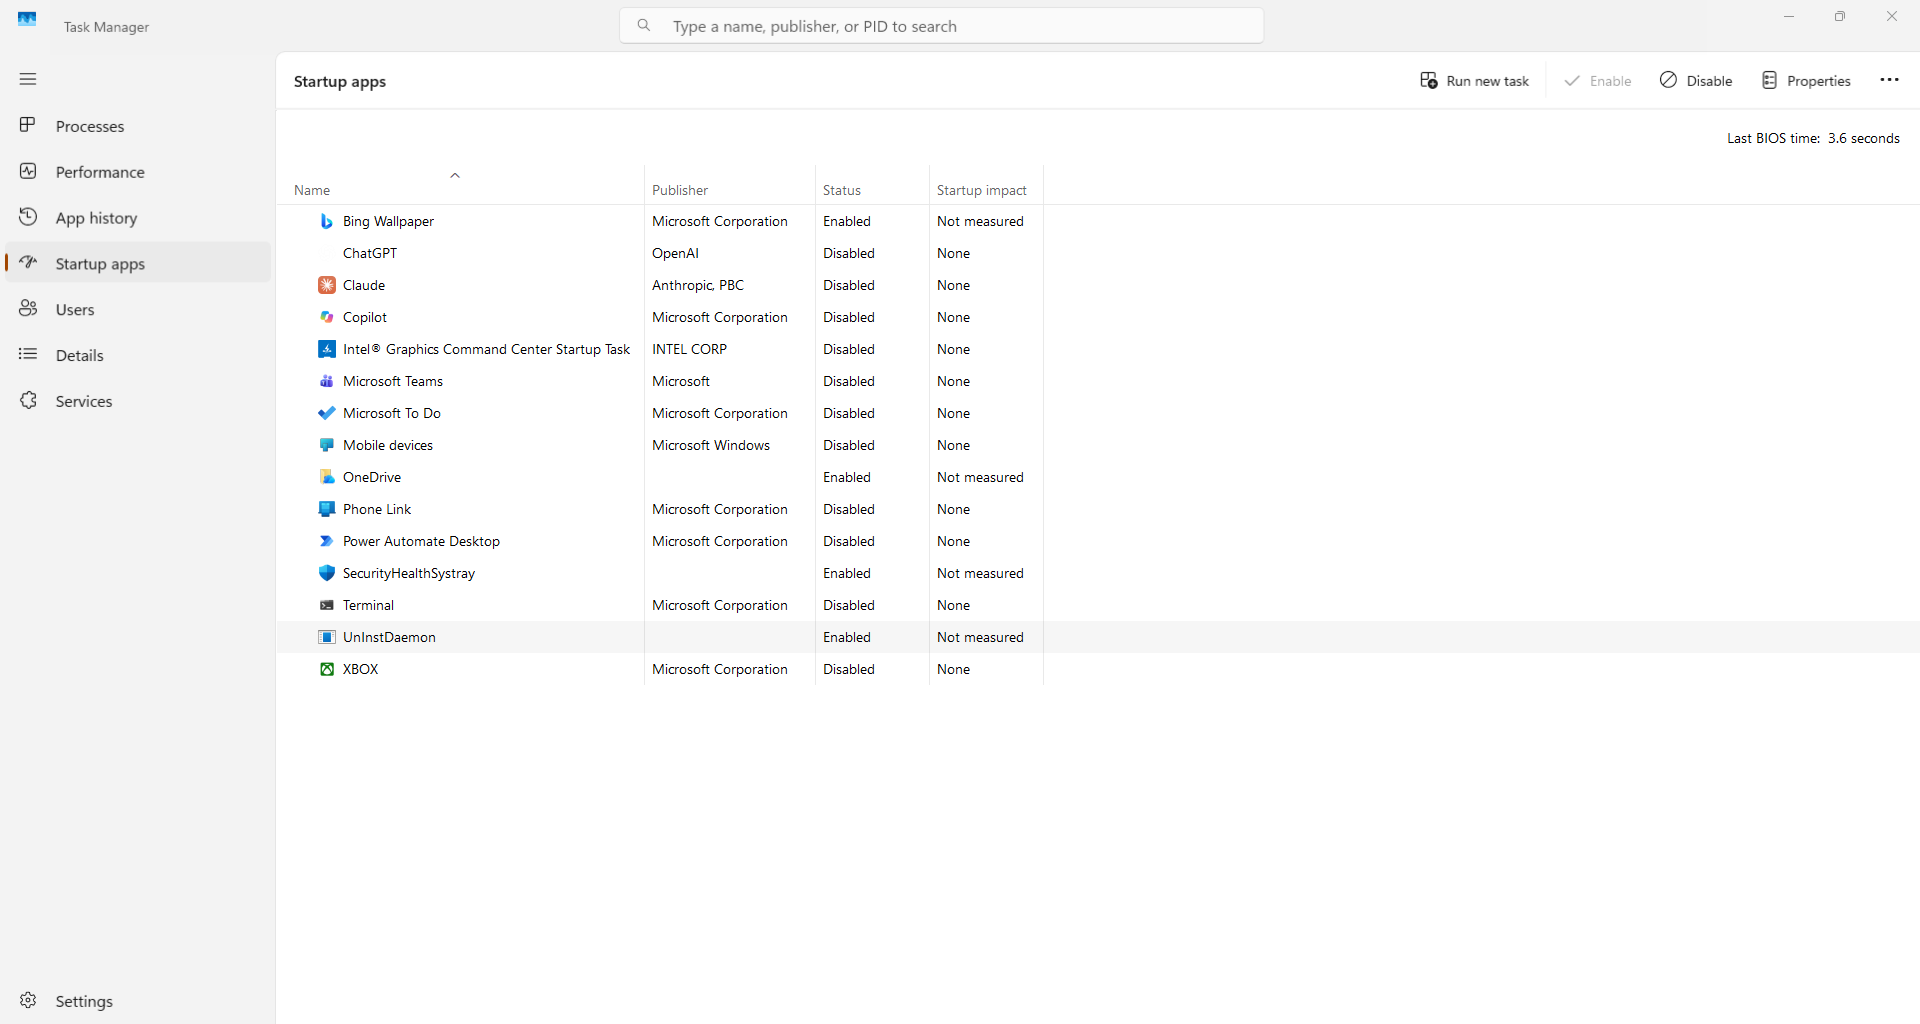 Task Manager
Type a name, publisher, or PID to search
Startup apps
Run new task
Enable
Disable
Properties
Processes
Performance
App history
Startup apps
Users
Details
Services
Settings
Last BIOS time: 3.6 seconds
Name Publisher Status Startup impact
Bing Wallpaper Microsoft Corporation Enabled Not measured
ChatGPT OpenAI Disabled None
Claude Anthropic, PBC Disabled None
Copilot Microsoft Corporation Disabled None
Intel® Graphics Command Center Startup Task INTEL CORP Disabled None
Microsoft Teams Microsoft Disabled None
Microsoft To Do Microsoft Corporation Disabled None
Mobile devices Microsoft Windows Disabled None
OneDrive Enabled Not measured
Phone Link Microsoft Corporation Disabled None
Power Automate Desktop Microsoft Corporation Disabled None
SecurityHealthSystray Enabled Not measured
Terminal Microsoft Corporation Disabled None
UnInstDaemon Enabled Not measured
XBOX Microsoft Corporation Disabled None